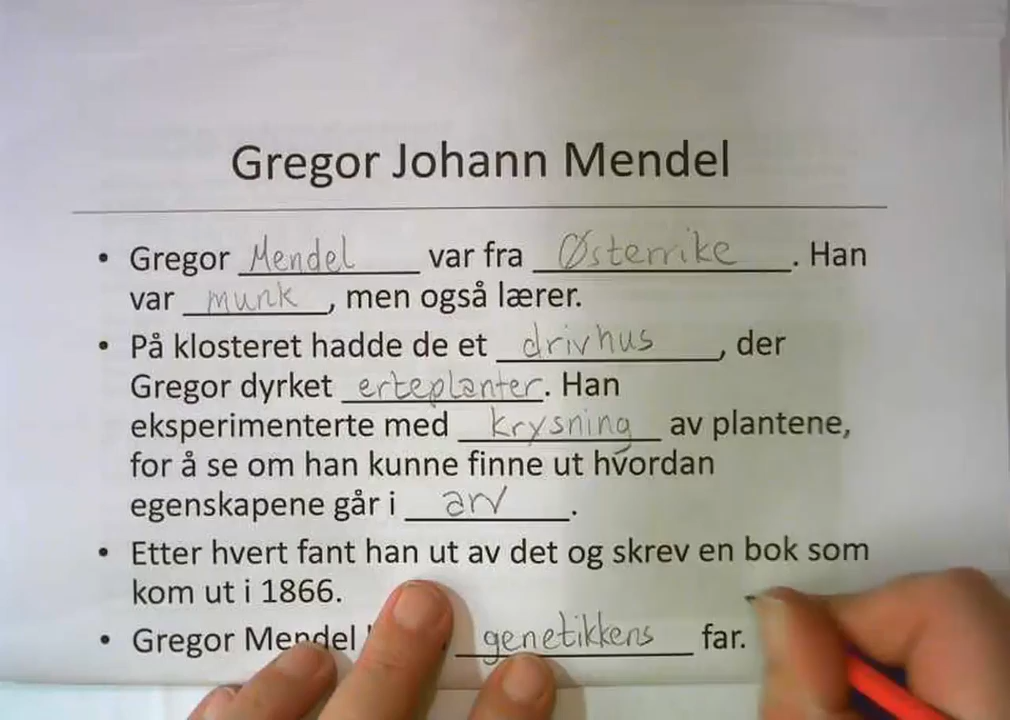 Gregor Johann Mendel
• Gregor Mendel var fra Østerrike. Han
var munk, men også lærer.
• På klosteret hadde de et drivhus, der
Gregor dyrket erteplanter. Han
eksperimenterte med krysning av plantene,
for å se om han kunne finne ut hvordan
egenskapene går i arv.
• Etter hvert fant han ut av det og skrev en bok som
kom ut i 1866.
• Gregor Mendel genetikkens far.